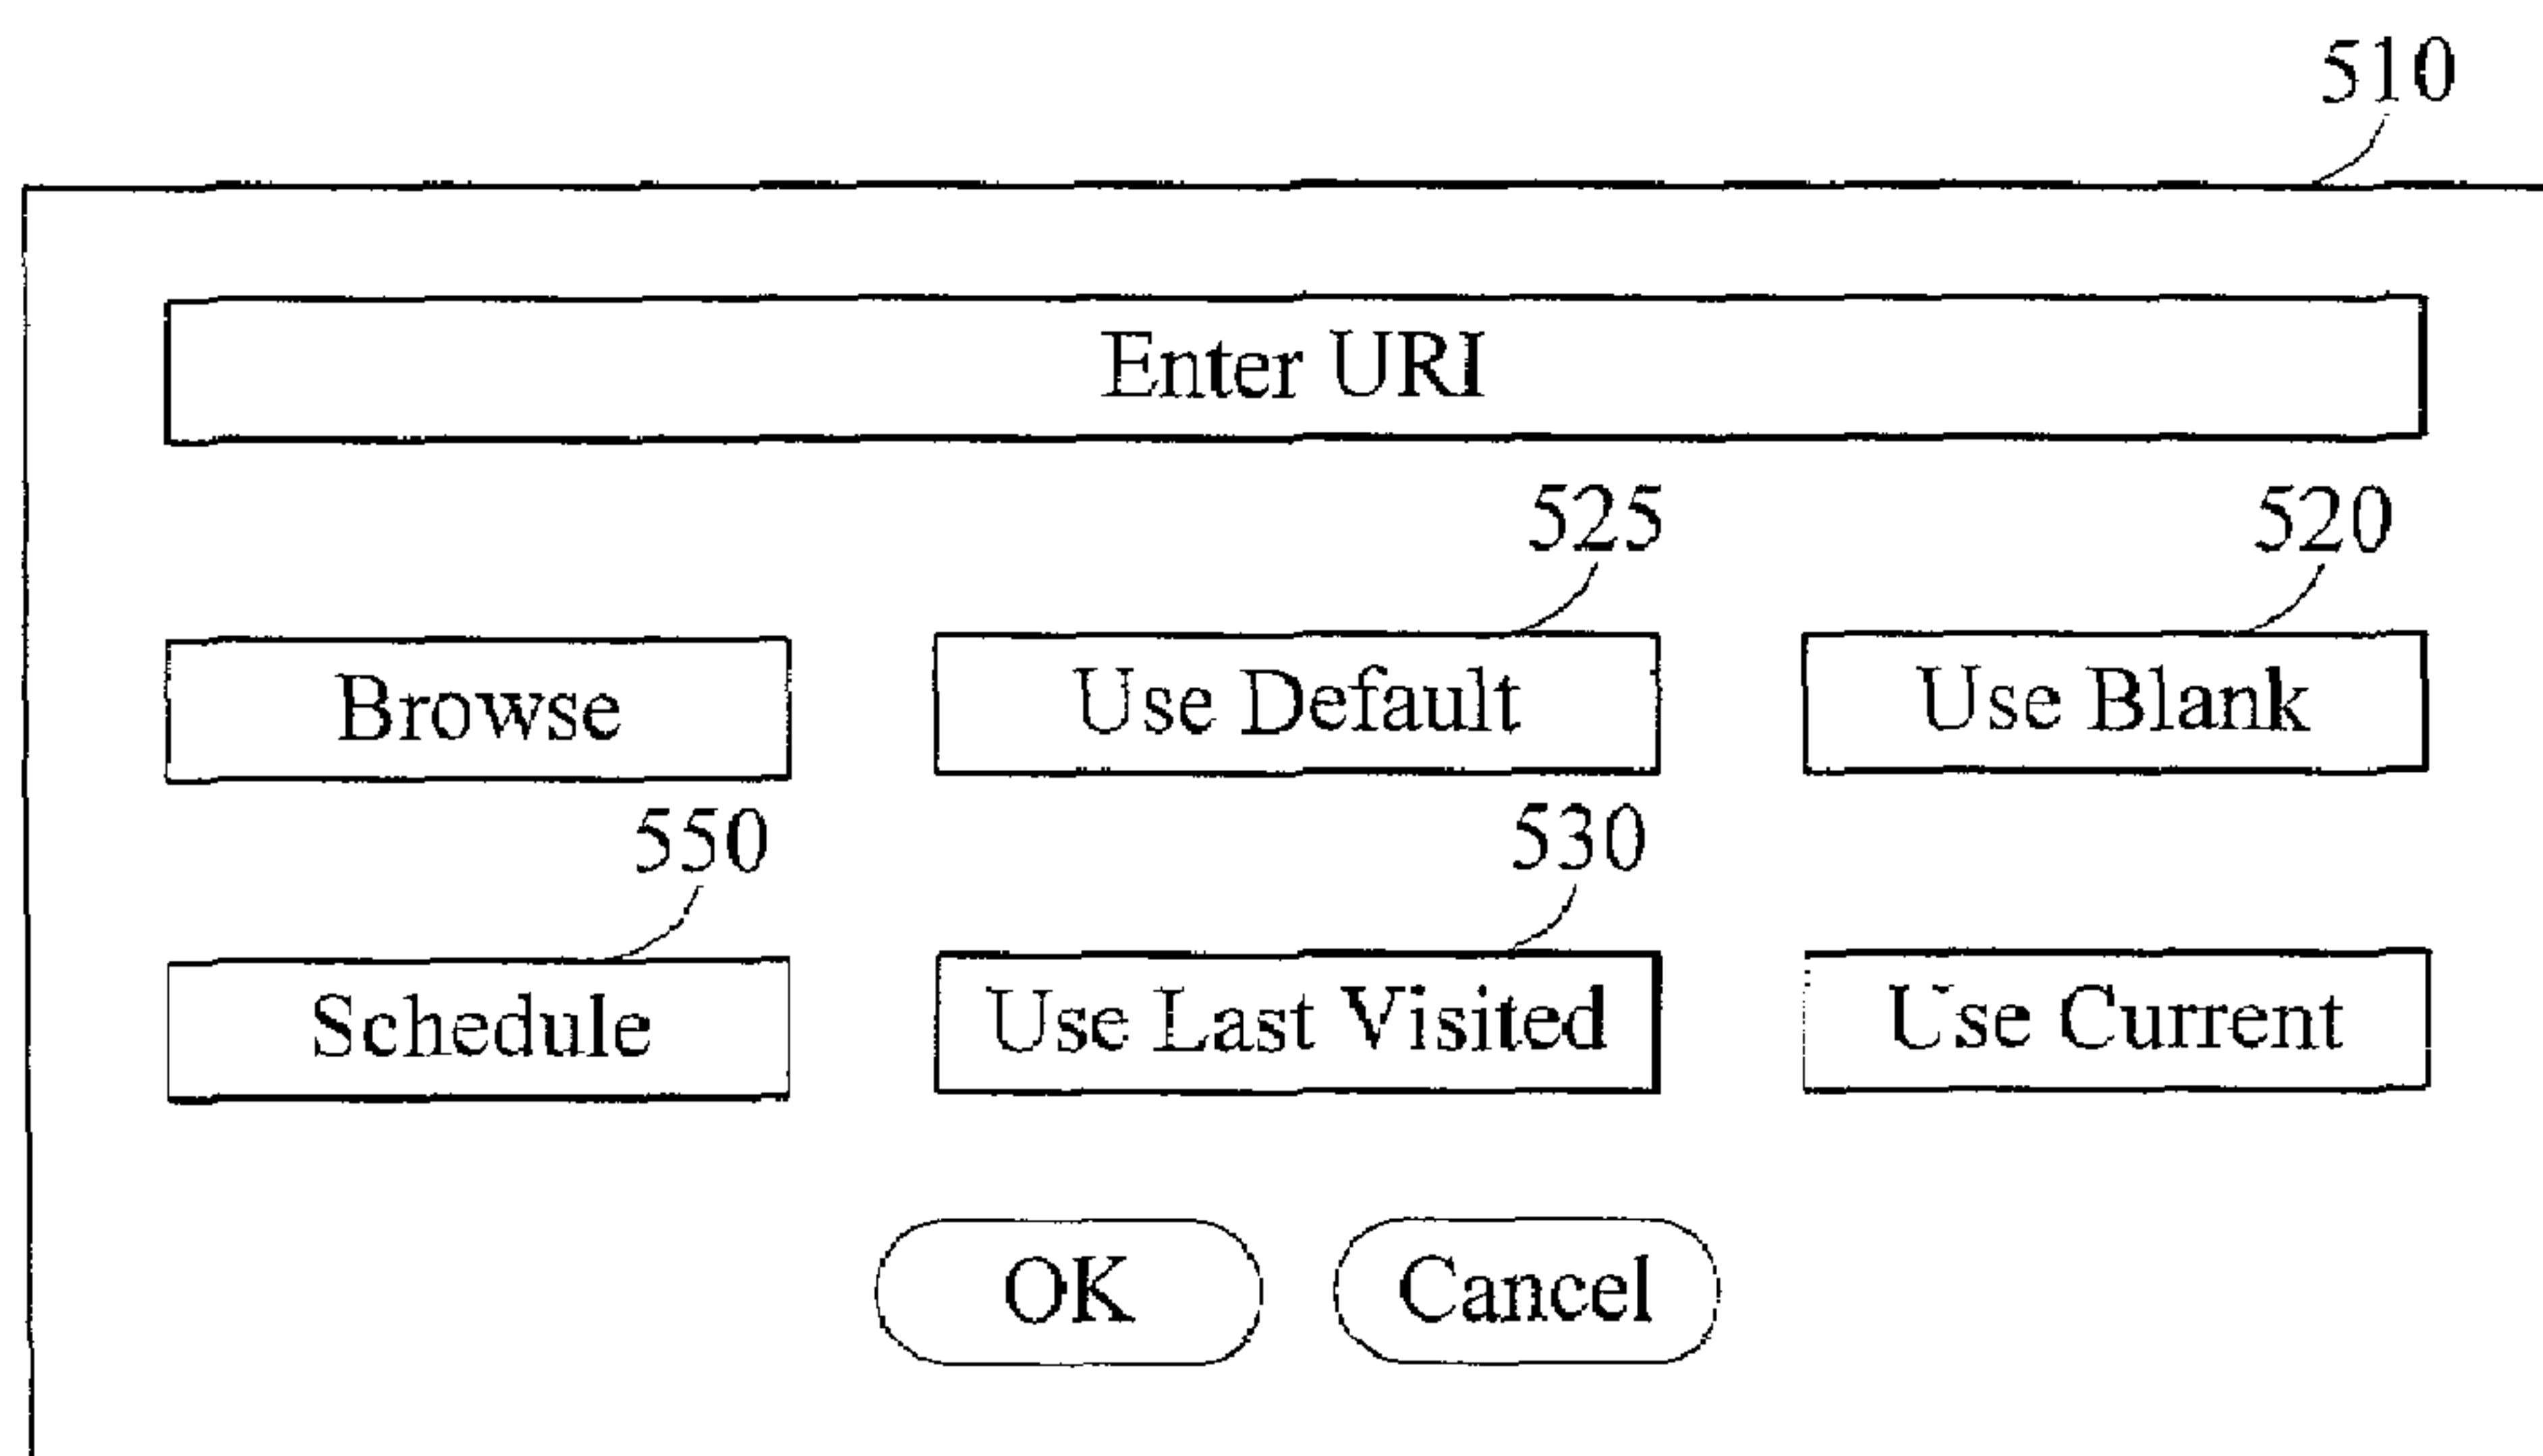 510
Enter URI
525 520
Browse Use Default Use Blank
550 530
Schedule Use Last Visited Use Current
OK Cancel